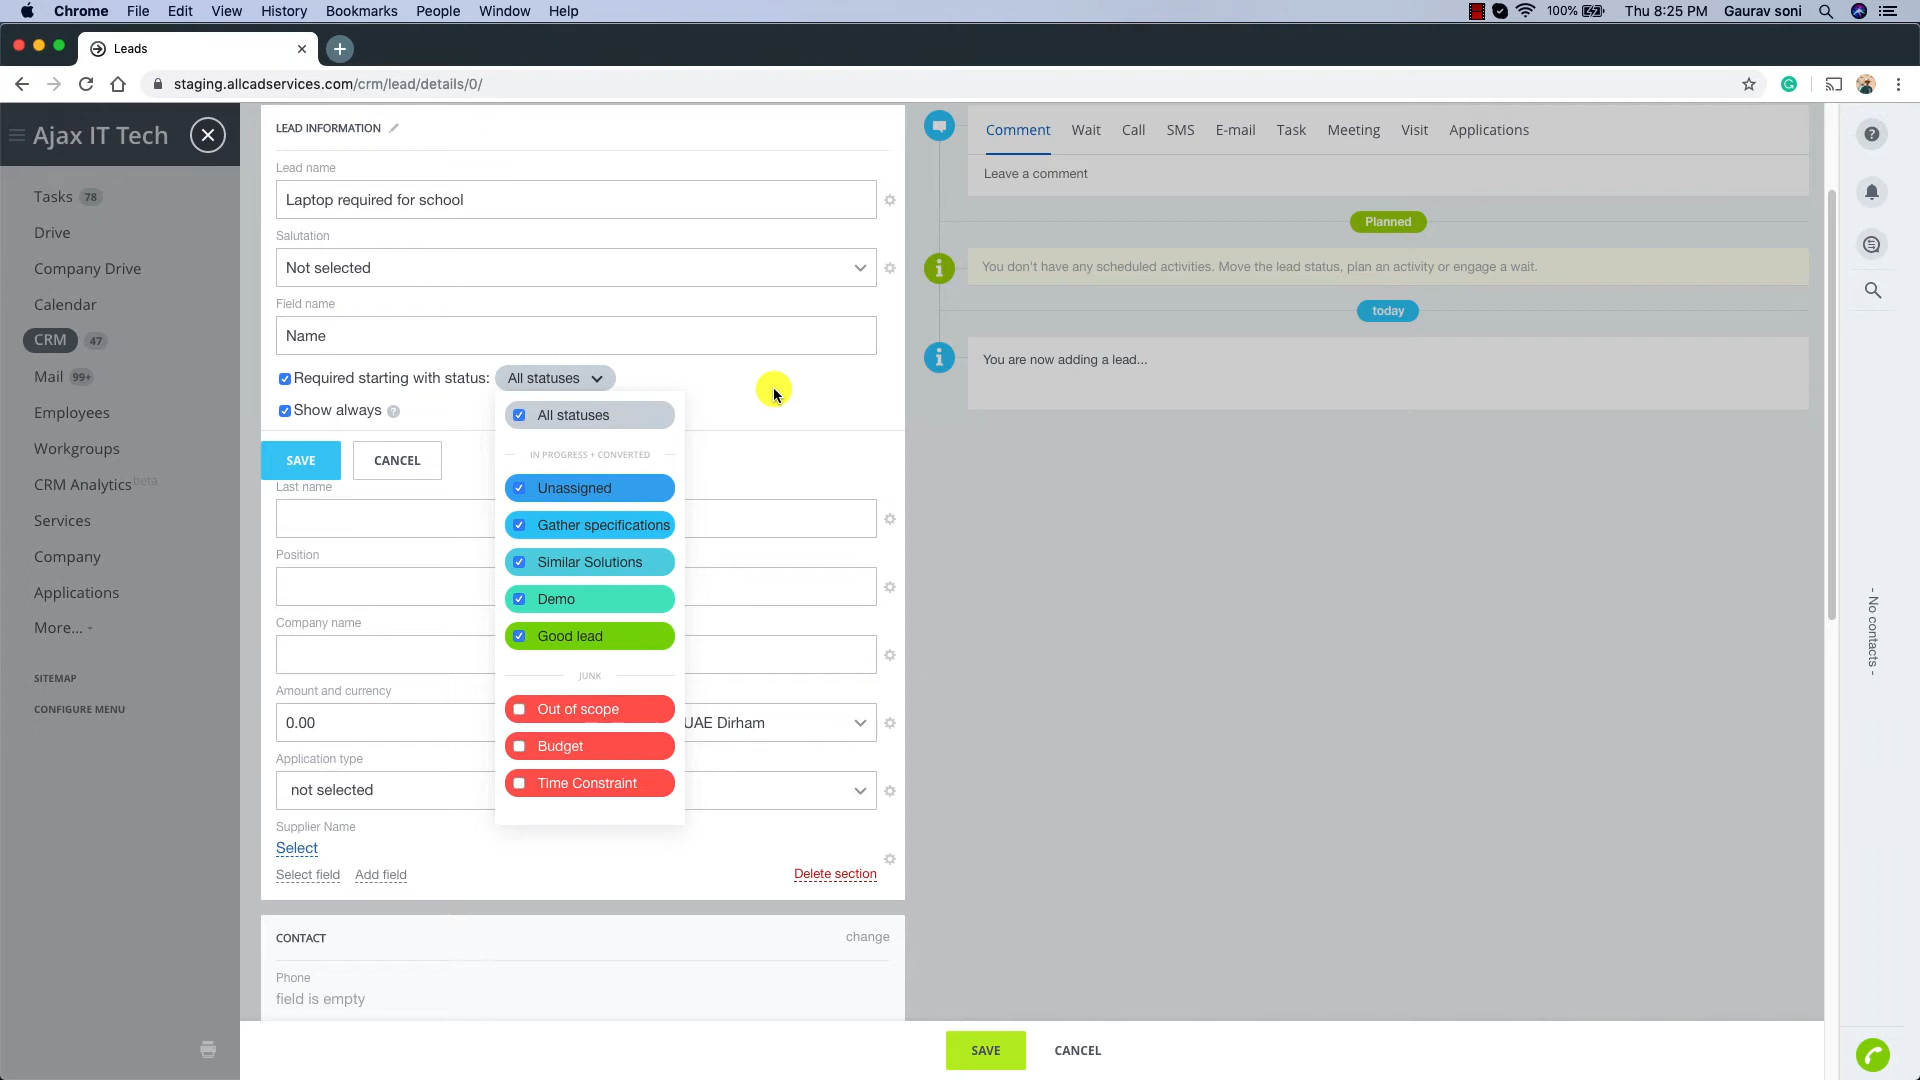 Chrome File Edit View History Bookmarks People Window Help 100% Thu 8:25 PM Gaurav soni
Leads
staging.allcadservices.com/crm/lead/details/0/
Ajax IT Tech
Tasks 78
Drive
Company Drive
Calendar
CRM 47
Mail 99+
Employees
Workgroups
CRM Analytics beta
Services
Company
Applications
More...
SITEMAP
CONFIGURE MENU
LEAD INFORMATION
Lead name
Laptop required for school
Salutation
Not selected
Field name
Name
Required starting with status: All statuses
Show always ?
All statuses
IN PROGRESS + CONVERTED
Unassigned
Gather specifications
Similar Solutions
Demo
Good lead
JUNK
Out of scope
Budget
Time Constraint
SAVE CANCEL
Last name
Position
Company name
Amount and currency
0.00 UAE Dirham
Application type
not selected
Supplier Name
Select
Select field Add field Delete section
CONTACT change
Phone
field is empty
Comment Wait Call SMS E-mail Task Meeting Visit Applications
Leave a comment
Planned
You don't have any scheduled activities. Move the lead status, plan an activity or engage a wait.
today
You are now adding a lead...
- No contacts -
SAVE CANCEL